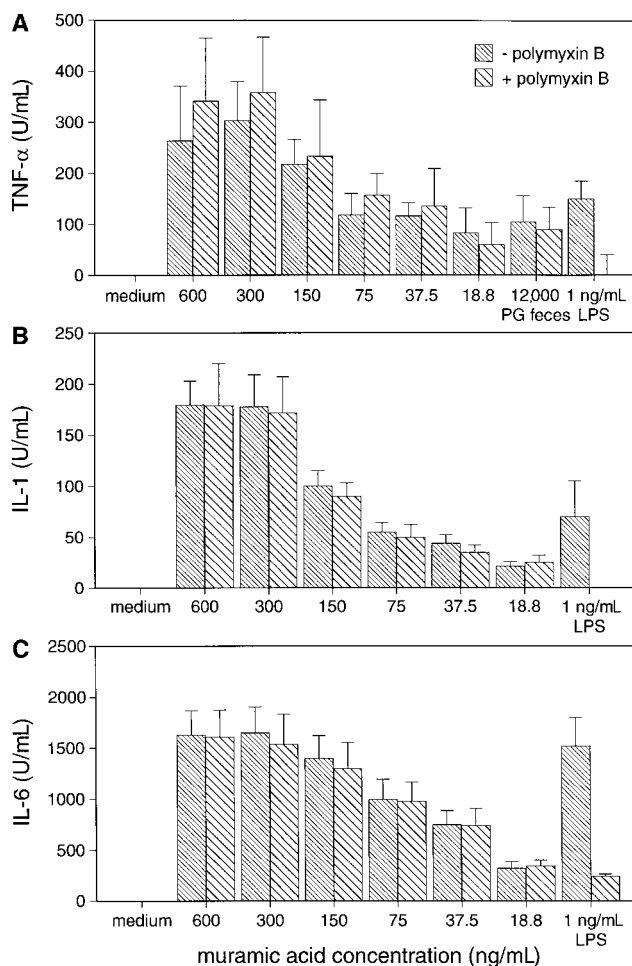 A
TNF-α (U/mL)
500
400
300
200
100
0
- polymyxin B
+ polymyxin B
medium 600 300 150 75 37.5 18.8 12,000 1 ng/mL
PG feces LPS
B
IL-1 (U/mL)
250
200
150
100
50
0
medium 600 300 150 75 37.5 18.8 1 ng/mL
LPS
C
IL-6 (U/mL)
2500
2000
1500
1000
500
0
medium 600 300 150 75 37.5 18.8 1 ng/mL
LPS
muramic acid concentration (ng/mL)